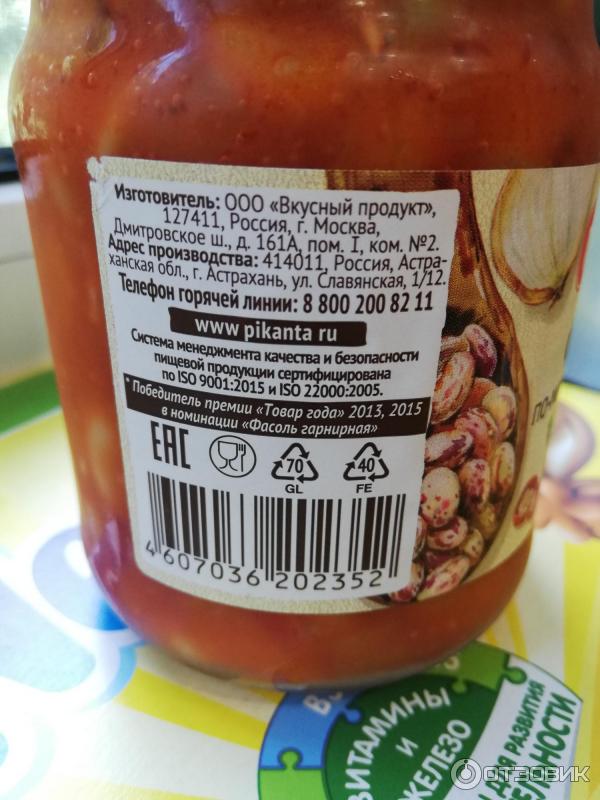 Изготовитель: ООО «Вкусный продукт»,
127411, Россия, г. Москва,
Дмитровское ш., д. 161А, пом. I, ком. №2.
Адрес производства: 414011, Россия, Астра-
ханская обл., г. Астрахань, ул. Славянская, 1/12.
Телефон горячей линии: 8 800 200 82 11
www pikanta ru
Система менеджмента качества и безопасности
пищевой продукции сертифицирована
по ISO 9001:2015 и ISO 22000:2005.
* Победитель премии «Товар года» 2013, 2015
в номинации «Фасоль гарнирная»
ЕАС
70
GL
40
FE
4 607036 202352
ВИТАМИНЫ
И
ЖЕЛЕЗО
ДЛЯ РАЗВИТИЯ
ОТЗОВИК